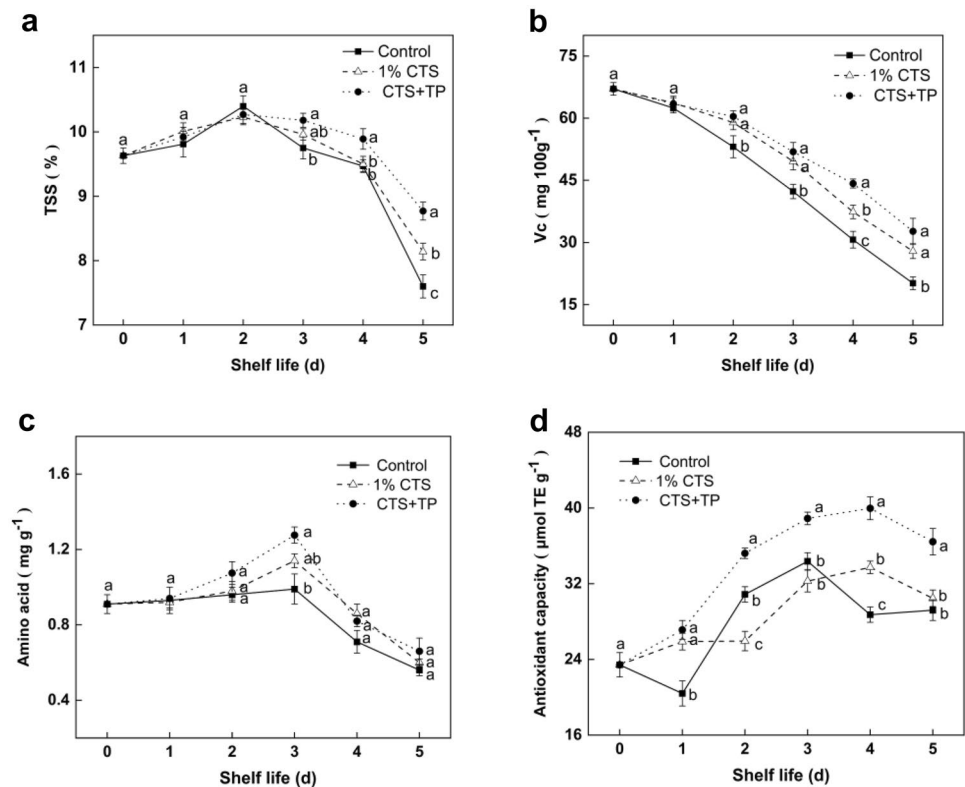 a
11
10
9
8
7
TSS ( % )
Control
1% CTS
CTS+TP
a
a
a
a
ab
b
a
b
b
a
b
c
0 1 2 3 4 5
Shelf life (d)
b
75
60
45
30
15
Vc ( mg 100g-1 )
Control
1% CTS
CTS+TP
a
a
a
a
b
a
a
b
a
b
c
a
a
b
0 1 2 3 4 5
Shelf life (d)
c
1.6
1.2
0.8
0.4
Amino acid ( mg g-1 )
Control
1% CTS
CTS+TP
a
a
a
a
a
a
ab
b
a
a
a
a
a
a
0 1 2 3 4 5
Shelf life (d)
d
48
40
32
24
16
Antioxidant capacity ( µmol TE g-1 )
Control
1% CTS
CTS+TP
a
a
a
b
a
b
c
a
b
b
a
b
c
a
b
b
0 1 2 3 4 5
Shelf life (d)